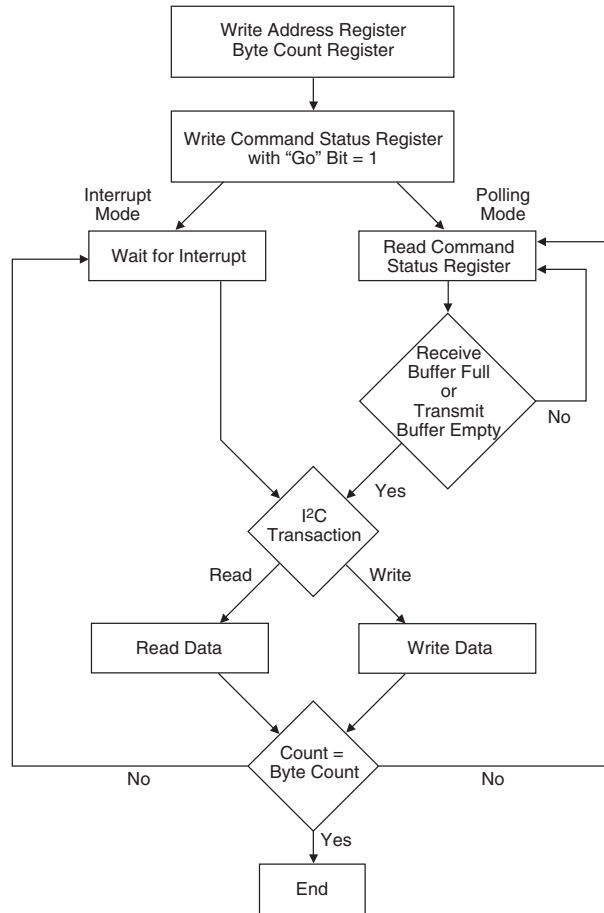 Write Address Register
Byte Count Register
Write Command Status Register
with “Go” Bit = 1
Interrupt
Mode
Polling
Mode
Wait for Interrupt
Read Command
Status Register
Receive
Buffer Full
or
Transmit
Buffer Empty
No
Yes
I²C
Transaction
Read
Write
Read Data
Write Data
Count =
Byte Count
No
No
Yes
End